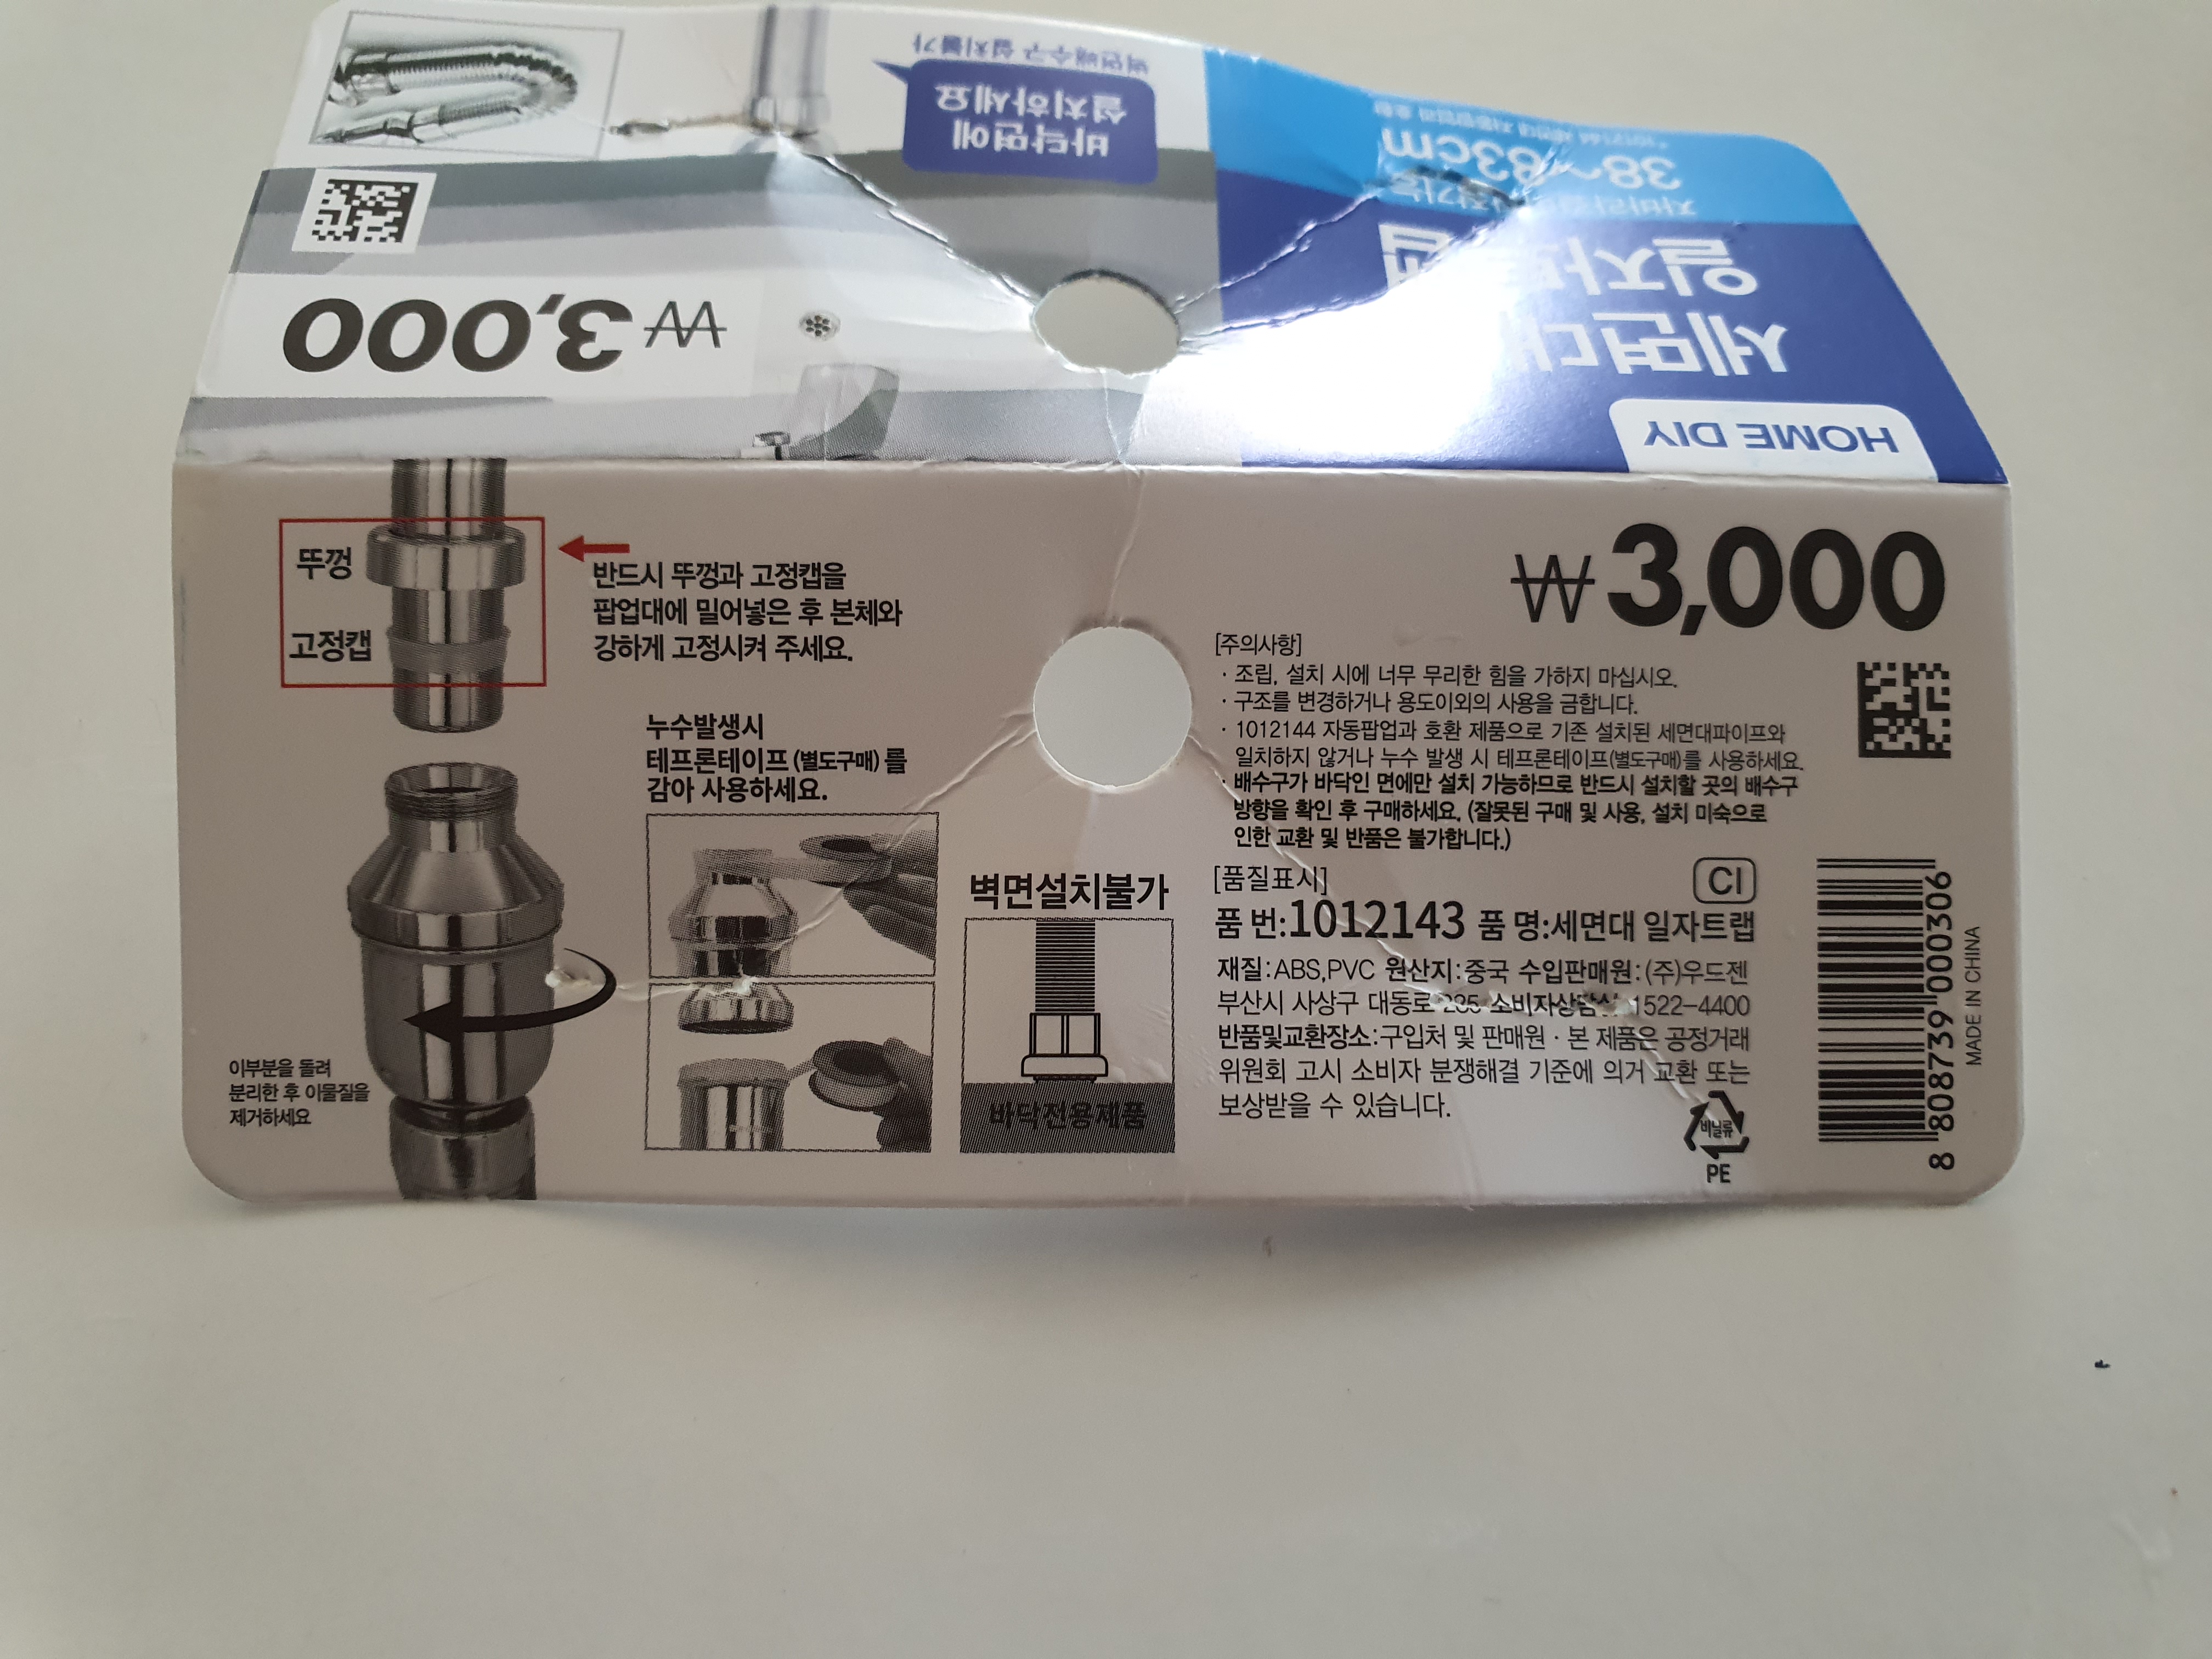 HOME DIY
세면대
일자트랩
자바라
38~83cm
바닥면에
설치하세요
벽면배수구 설치불가
₩3,000
뚜껑
고정캡
반드시 뚜껑과 고정캡을
팝업대에 밀어넣은 후 본체와
강하게 고정시켜 주세요.
누수발생시
테프론테이프 (별도구매) 를
감아 사용하세요.
이부분을 돌려
분리한 후 이물질을
제거하세요
벽면설치불가
바닥전용제품
₩3,000
[주의사항]
· 조립, 설치 시에 너무 무리한 힘을 가하지 마십시오.
· 구조를 변경하거나 용도이외의 사용을 금합니다.
· 1012144 자동팝업과 호환 제품으로 기존 설치된 세면대파이프와
일치하지 않거나 누수 발생 시 테프론테이프(별도구매)를 사용하세요.
· 배수구가 바닥인 면에만 설치 가능하므로 반드시 설치할 곳의 배수구
방향을 확인 후 구매하세요. (잘못된 구매 및 사용, 설치 미숙으로
인한 교환 및 반품은 불가합니다.)
[품질표시]
CI
품 번:1012143 품 명:세면대 일자트랩
재질:ABS,PVC 원산지:중국 수입판매원:(주)우드젠
부산시 사상구 대동로 소비자상담실 1522-4400
반품및교환장소:구입처 및 판매원 · 본 제품은 공정거래
위원회 고시 소비자 분쟁해결 기준에 의거 교환 또는
보상받을 수 있습니다.
비닐류
PE
8 808739 000306
MADE IN CHINA